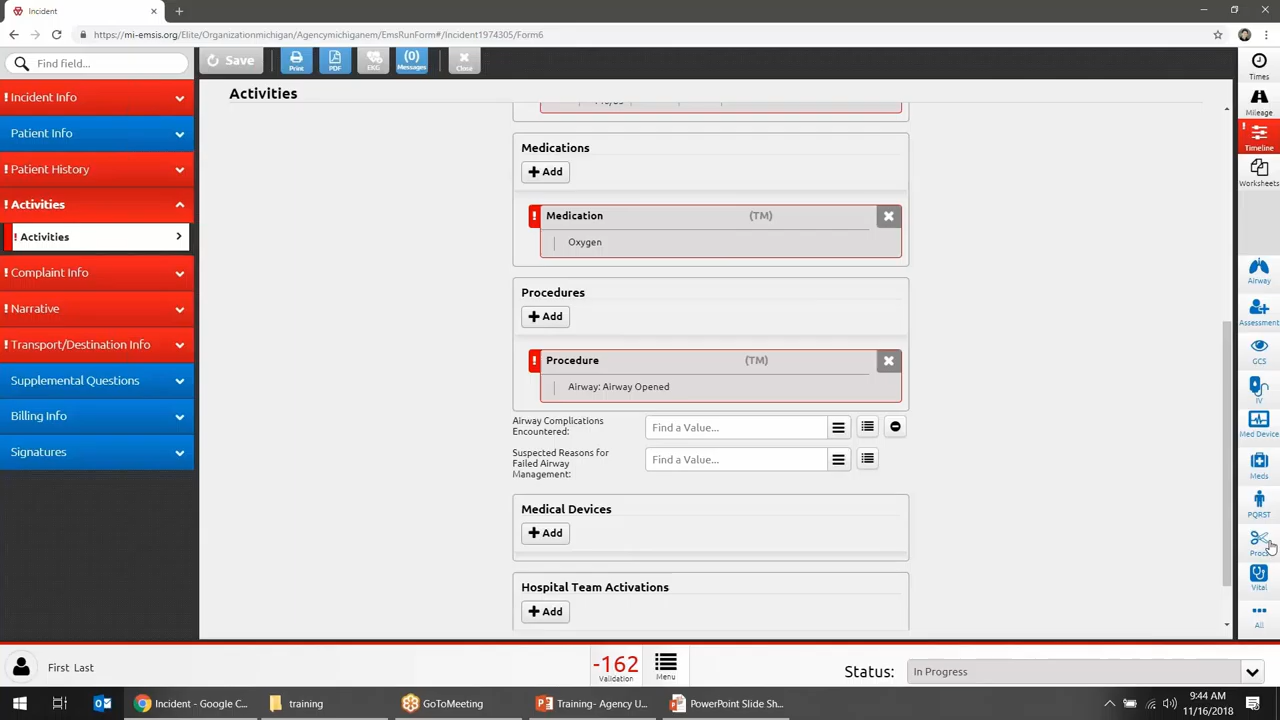 Incident
https://mi-emsis.org/Elite/Organizationmichigan/Agencymichiganem/EmsRunForm#/Incident1974305/Form6
Find field...
Save
Print
PDF
EKG
(0)
Messages
Close
Times
Mileage
! Timeline
Worksheets
Airway
Assessment
GCS
IV
Med Device
Meds
PQRST
Vital
All
! Incident Info
Patient Info
! Patient History
! Activities
! Activities
! Complaint Info
! Narrative
! Transport/Destination Info
Supplemental Questions
Billing Info
Signatures
Activities
Medications
+ Add
! Medication (TM)
Oxygen
Procedures
+ Add
! Procedure (TM)
Airway: Airway Opened
Airway Complications
Encountered:
Find a Value...
Suspected Reasons for
Failed Airway
Management:
Find a Value...
Medical Devices
+ Add
Hospital Team Activations
+ Add
First Last
-162
Validation
Menu
Status:
In Progress
Incident - Google C...
training
GoToMeeting
Training- Agency U...
PowerPoint Slide Sh...
9:44 AM
11/16/2018